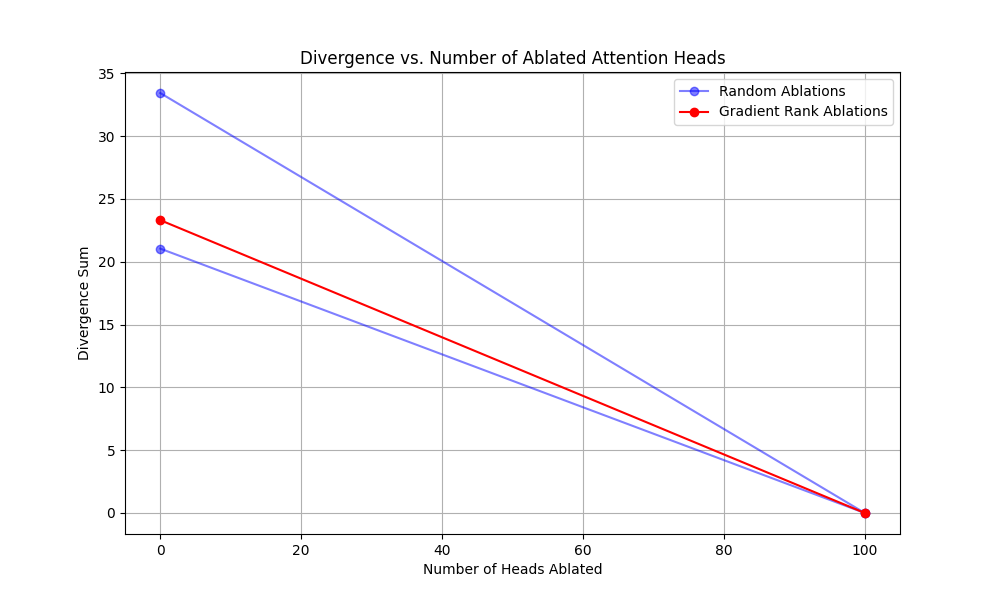 Divergence vs. Number of Ablated Attention Heads
Random Ablations
Gradient Rank Ablations
Divergence Sum
35
30
25
20
15
10
5
0
0 20 40 60 80 100
Number of Heads Ablated